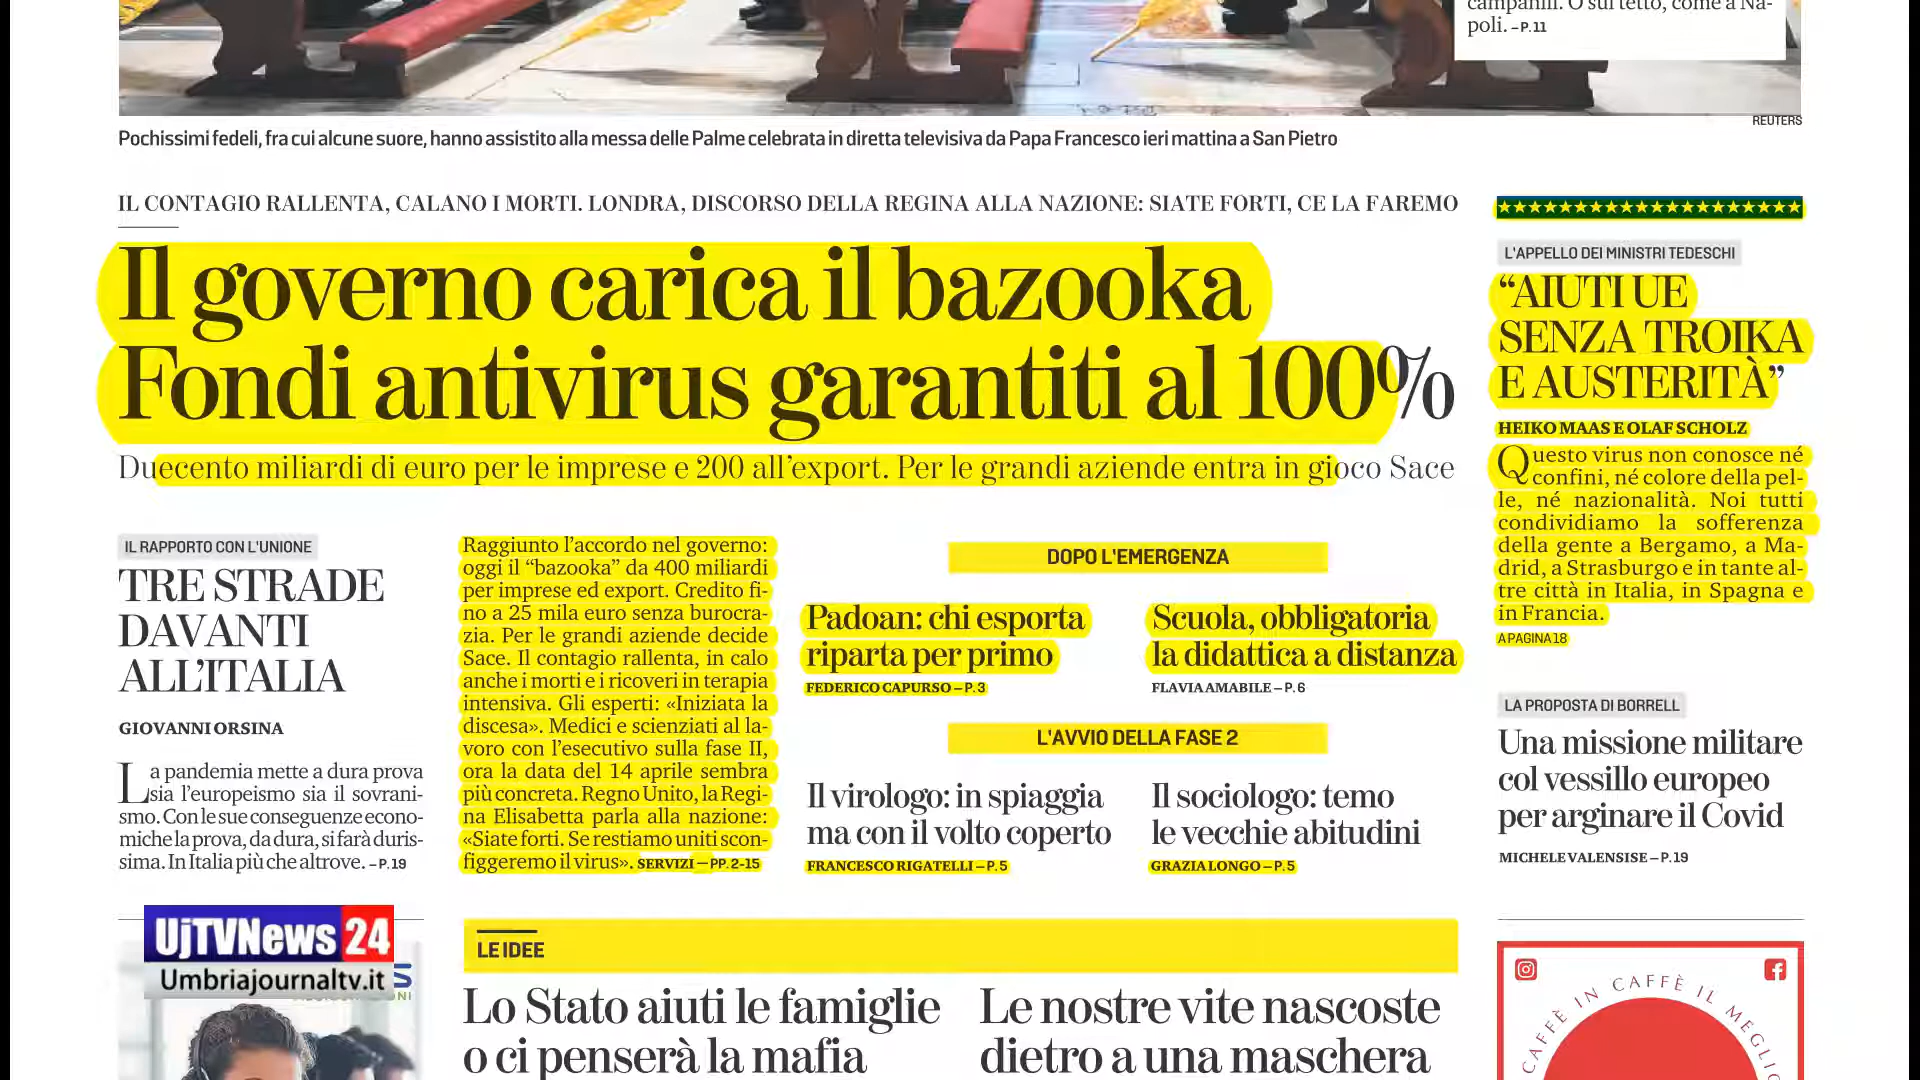 campanili. O sul tetto, come a Na-
poli. – P. 11
REUTERS
Pochissimi fedeli, fra cui alcune suore, hanno assistito alla messa delle Palme celebrata in diretta televisiva da Papa Francesco ieri mattina a San Pietro
IL CONTAGIO RALLENTA, CALANO I MORTI. LONDRA, DISCORSO DELLA REGINA ALLA NAZIONE: SIATE FORTI, CE LA FAREMO
Il governo carica il bazooka
Fondi antivirus garantiti al 100%
Duecento miliardi di euro per le imprese e 200 all’export. Per le grandi aziende entra in gioco Sace
IL RAPPORTO CON L'UNIONE
TRE STRADE
DAVANTI
ALL’ITALIA
GIOVANNI ORSINA
La pandemia mette a dura prova
sia l’europeismo sia il sovrani-
smo. Con le sue conseguenze econo-
miche la prova, da dura, si farà duris-
sima. In Italia più che altrove. – P. 19
Raggiunto l’accordo nel governo:
oggi il “bazooka” da 400 miliardi
per imprese ed export. Credito fi-
no a 25 mila euro senza burocra-
zia. Per le grandi aziende decide
Sace. Il contagio rallenta, in calo
anche i morti e i ricoveri in terapia
intensiva. Gli esperti: «Iniziata la
discesa». Medici e scienziati al la-
voro con l’esecutivo sulla fase II,
ora la data del 14 aprile sembra
più concreta. Regno Unito, la Regi-
na Elisabetta parla alla nazione:
«Siate forti. Se restiamo uniti scon-
figgeremo il virus». SERVIZI – PP. 2-15
DOPO L'EMERGENZA
Padoan: chi esporta
riparta per primo
FEDERICO CAPURSO – P. 3
Scuola, obbligatoria
la didattica a distanza
FLAVIA AMABILE – P. 6
L'AVVIO DELLA FASE 2
Il virologo: in spiaggia
ma con il volto coperto
FRANCESCO RIGATELLI – P. 5
Il sociologo: temo
le vecchie abitudini
GRAZIA LONGO – P. 5
L'APPELLO DEI MINISTRI TEDESCHI
“AIUTI UE
SENZA TROIKA
E AUSTERITÀ”
HEIKO MAAS E OLAF SCHOLZ
Questo virus non conosce né
confini, né colore della pel-
le, né nazionalità. Noi tutti
condividiamo la sofferenza
della gente a Bergamo, a Ma-
drid, a Strasburgo e in tante al-
tre città in Italia, in Spagna e
in Francia.
A PAGINA 18
LA PROPOSTA DI BORRELL
Una missione militare
col vessillo europeo
per arginare il Covid
MICHELE VALENSISE – P. 19
UjTVNews 24
Umbriajournaltv.it
LE IDEE
Lo Stato aiuti le famiglie
o ci penserà la mafia
Le nostre vite nascoste
dietro a una maschera
CAFFÈ IN CAFFÈ IL